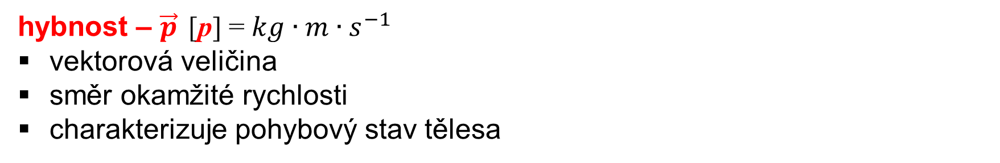 hybnost – p⃗ [p] = kg · m · s⁻¹
▪ vektorová veličina
▪ směr okamžité rychlosti
▪ charakterizuje pohybový stav tělesa